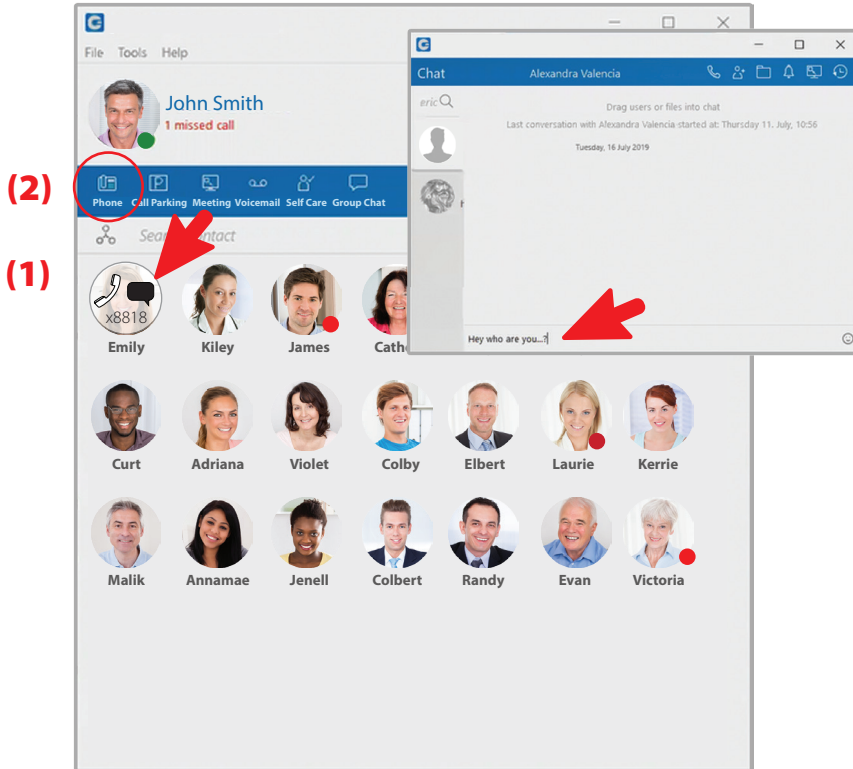 File Tools Help
John Smith
1 missed call
(2)
Phone Call Parking Meeting Voicemail Self Care Group Chat
(1)
x8818
Emily Kiley James
Curt Adriana Violet Colby Elbert Laurie Kerrie
Malik Annamae Jenell Colbert Randy Evan Victoria
Chat Alexandra Valencia
eric
Drag users or files into chat
Last conversation with Alexandra Valencia started at: Thursday 11. July, 10:56
Tuesday, 16 July 2019
Hey who are you...?